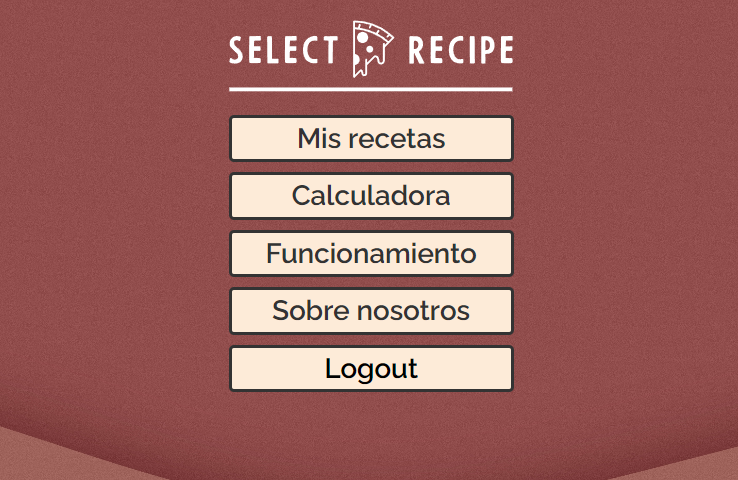 SELECT RECIPE
Mis recetas
Calculadora
Funcionamiento
Sobre nosotros
Logout